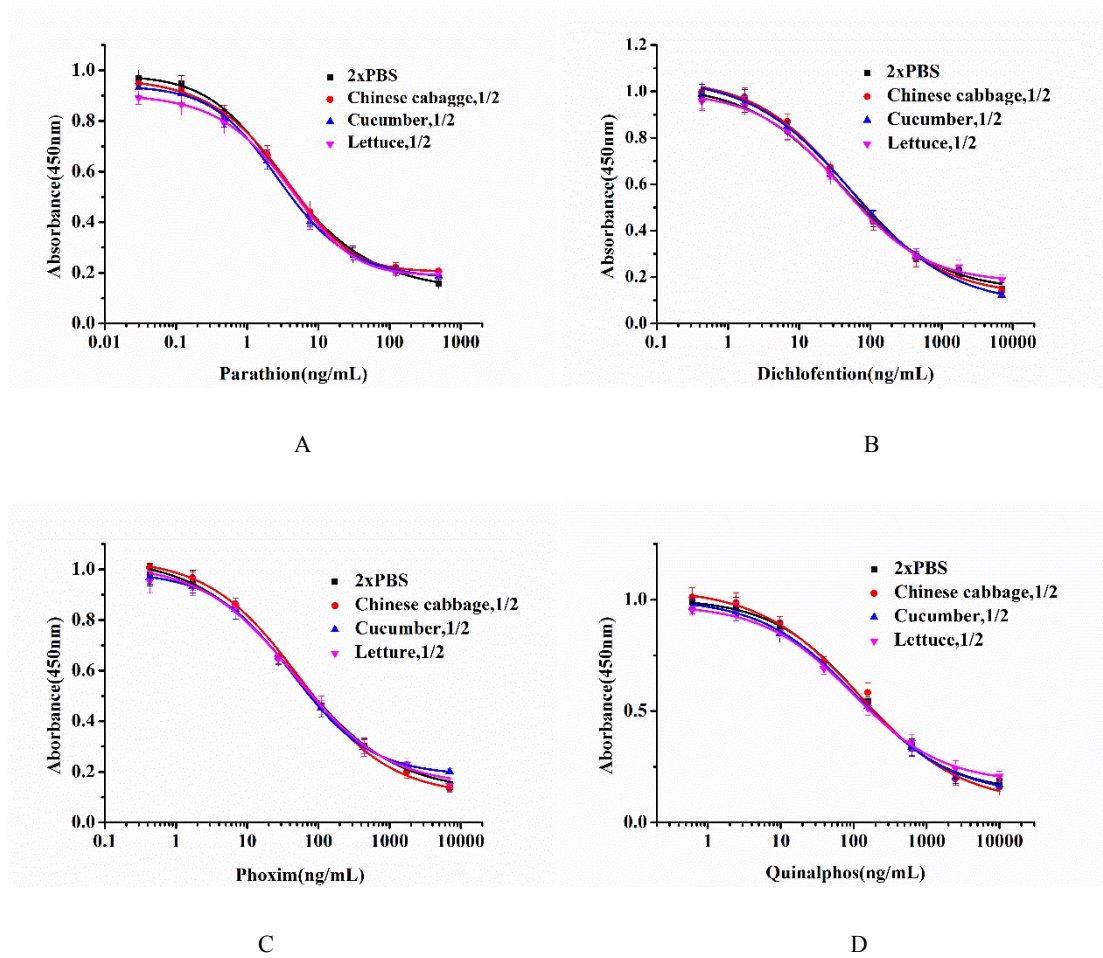 Absorbance(450nm)
1.0
0.8
0.6
0.4
0.2
0.0
2xPBS
Chinese cabagge,1/2
Cucumber,1/2
Lettuce,1/2
0.01 0.1 1 10 100 1000
Parathion(ng/mL)
A
Absorbance(450nm)
1.2
1.0
0.8
0.6
0.4
0.2
0.0
2xPBS
Chinese cabbage,1/2
Cucumber,1/2
Lettuce,1/2
0.1 1 10 100 1000 10000
Dichlofention(ng/mL)
B
Aborbance(450nm)
1.0
0.8
0.6
0.4
0.2
0.0
2xPBS
Chinese cabbage,1/2
Cucumber,1/2
Letture,1/2
0.1 1 10 100 1000 10000
Phoxim(ng/mL)
C
Aborbance(450nm)
1.0
0.5
0.0
2xPBS
Chinese cabbage,1/2
Cucumber,1/2
Lettuce,1/2
1 10 100 1000 10000
Quinalphos(ng/mL)
D